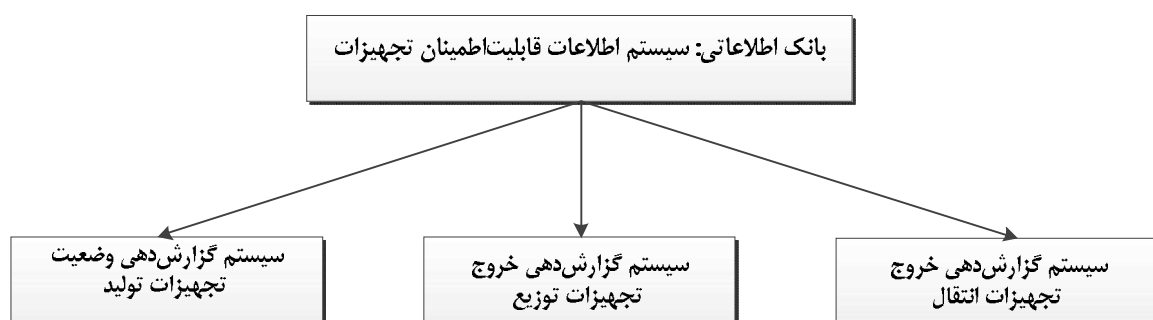 بانک اطلاعاتی: سیستم اطلاعات قابلیت‌اطمینان تجهیزات
سیستم گزارش‌دهی خروج
تجهیزات انتقال
سیستم گزارش‌دهی خروج
تجهیزات توزیع
سیستم گزارش‌دهی وضعیت
تجهیزات تولید